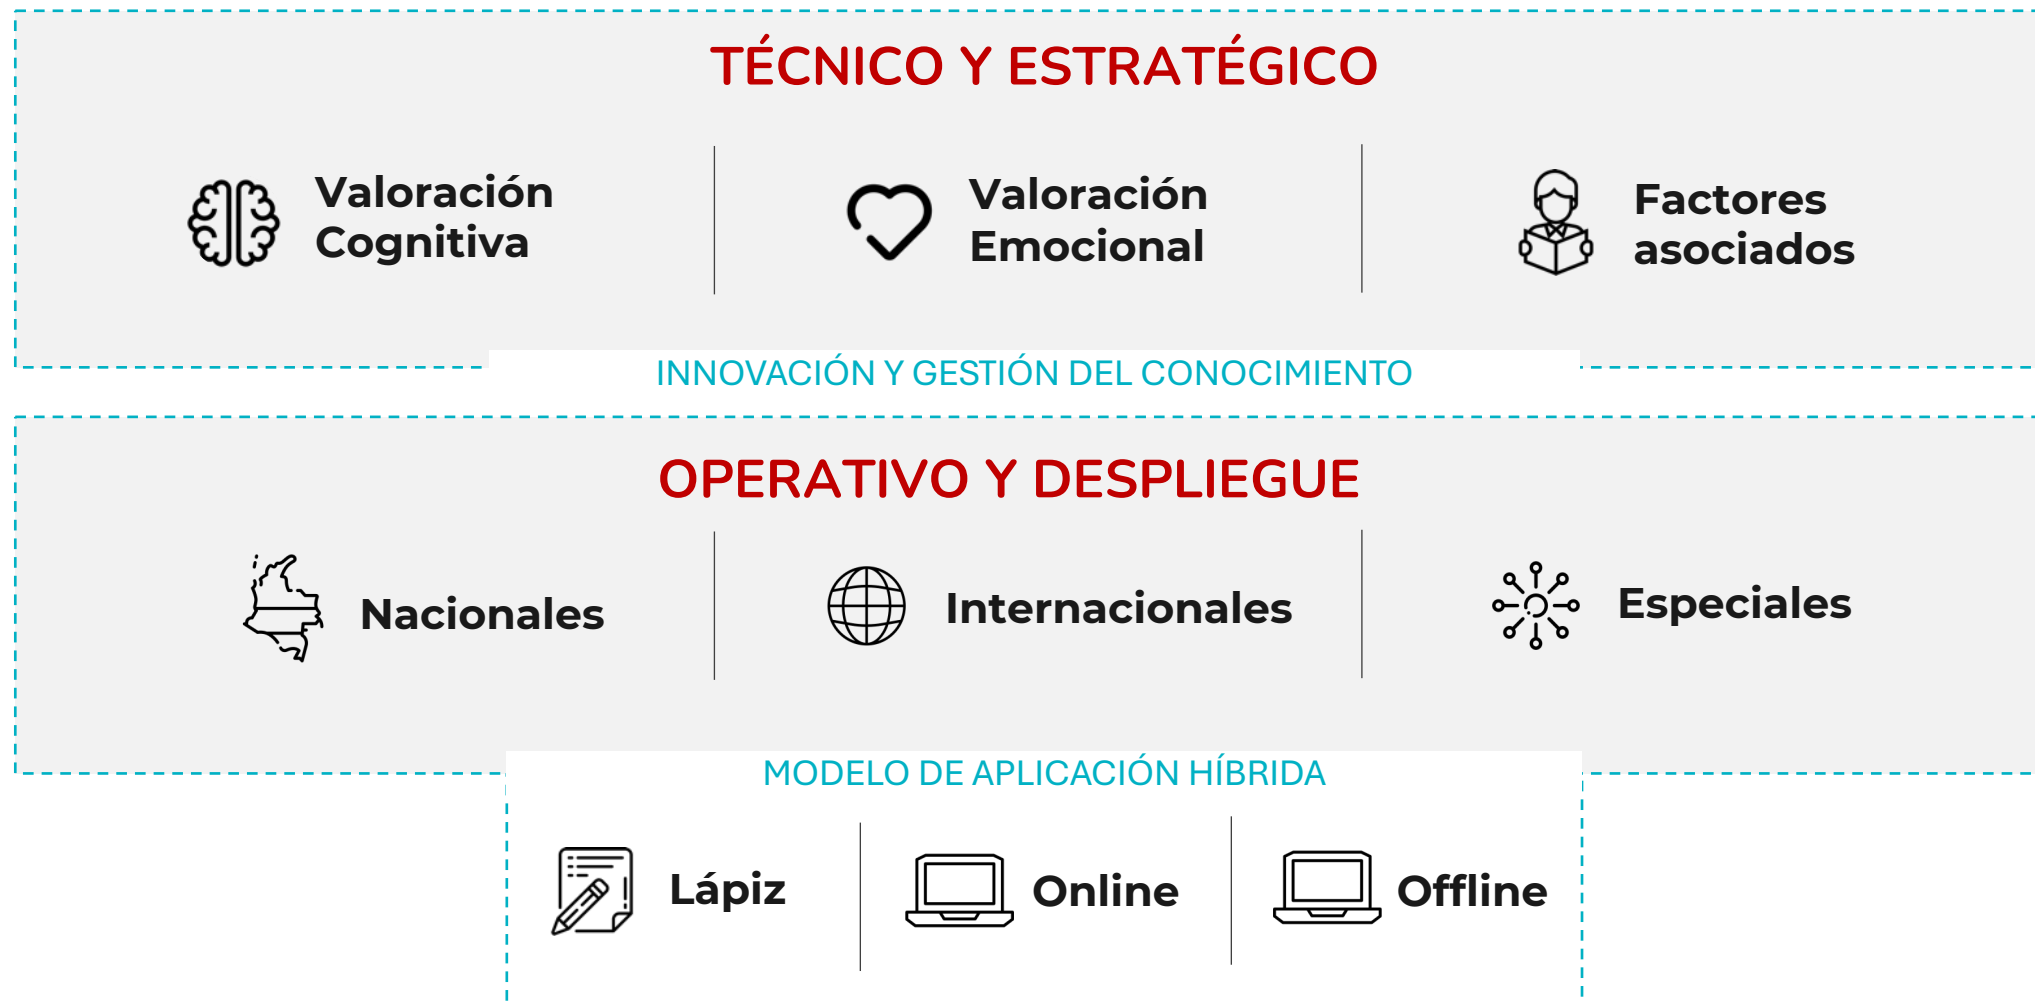 TÉCNICO Y ESTRATÉGICO
Valoración
Cognitiva
Valoración
Emocional
Factores
asociados
INNOVACIÓN Y GESTIÓN DEL CONOCIMIENTO
OPERATIVO Y DESPLIEGUE
Nacionales
Internacionales
Especiales
MODELO DE APLICACIÓN HÍBRIDA
Lápiz
Online
Offline